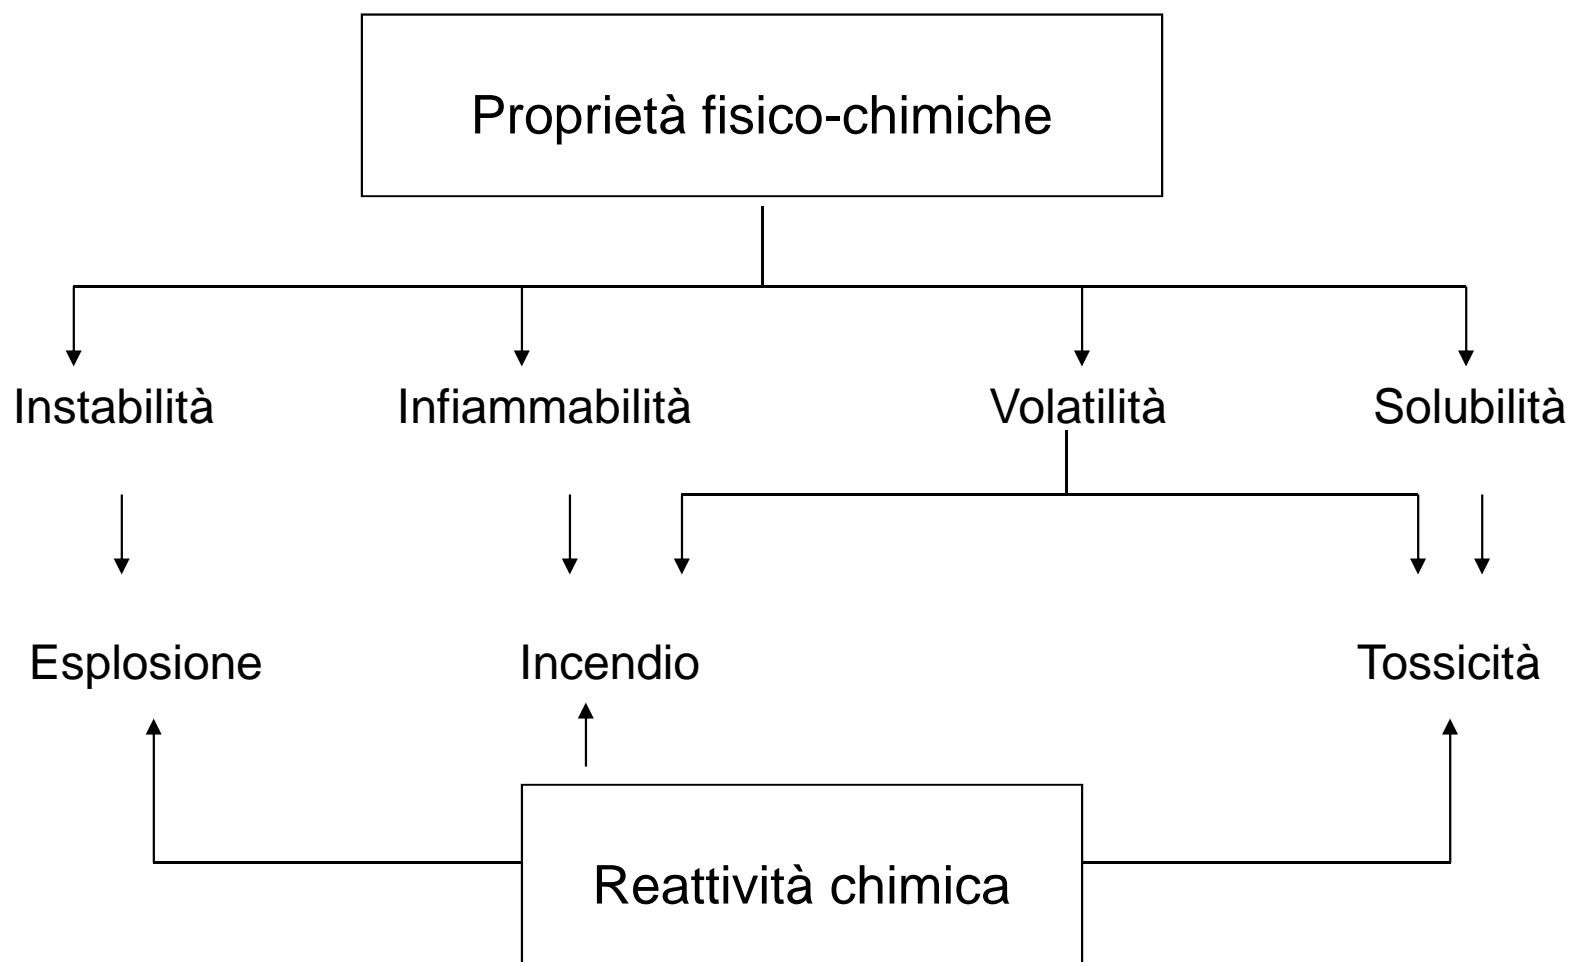 Proprietà fisico-chimiche
Instabilità
Infiammabilità
Volatilità
Solubilità
Esplosione
Incendio
Tossicità
Reattività chimica